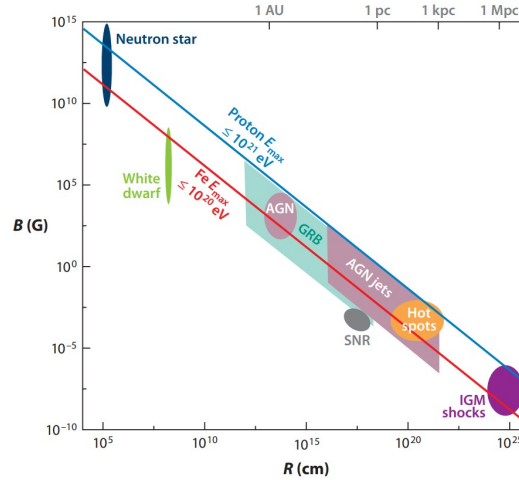 1 AU 1 pc 1 kpc 1 Mpc
10^15
Neutron star
10^10
Proton E_max
≤ 10^21 eV
White
dwarf
Fe E_max
≤ 10^20 eV
10^5
AGN
GRB
B (G)
10^0
AGN jets
Hot
spots
SNR
10^−5
IGM
shocks
10^−10
10^5 10^10 10^15 10^20 10^25
R (cm)